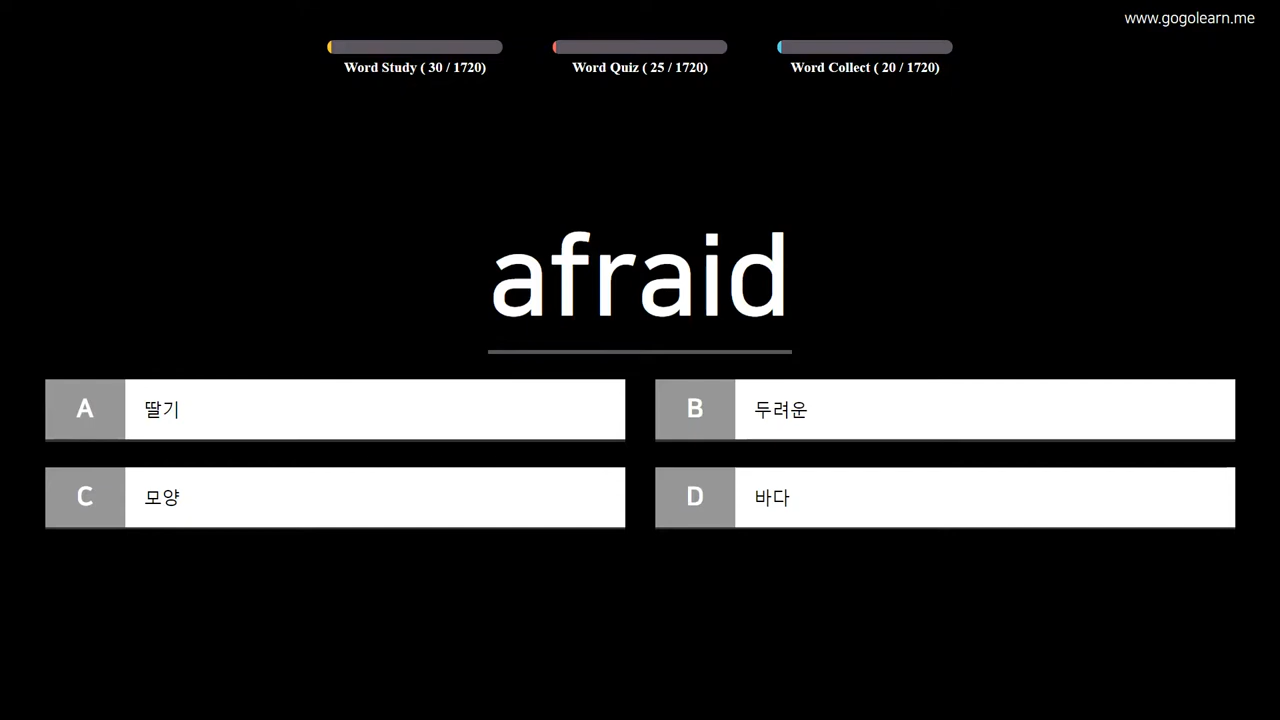 www.gogolearn.me
Word Study ( 30 / 1720)
Word Quiz ( 25 / 1720)
Word Collect ( 20 / 1720)
afraid
A 딸기
B 두려운
C 모양
D 바다